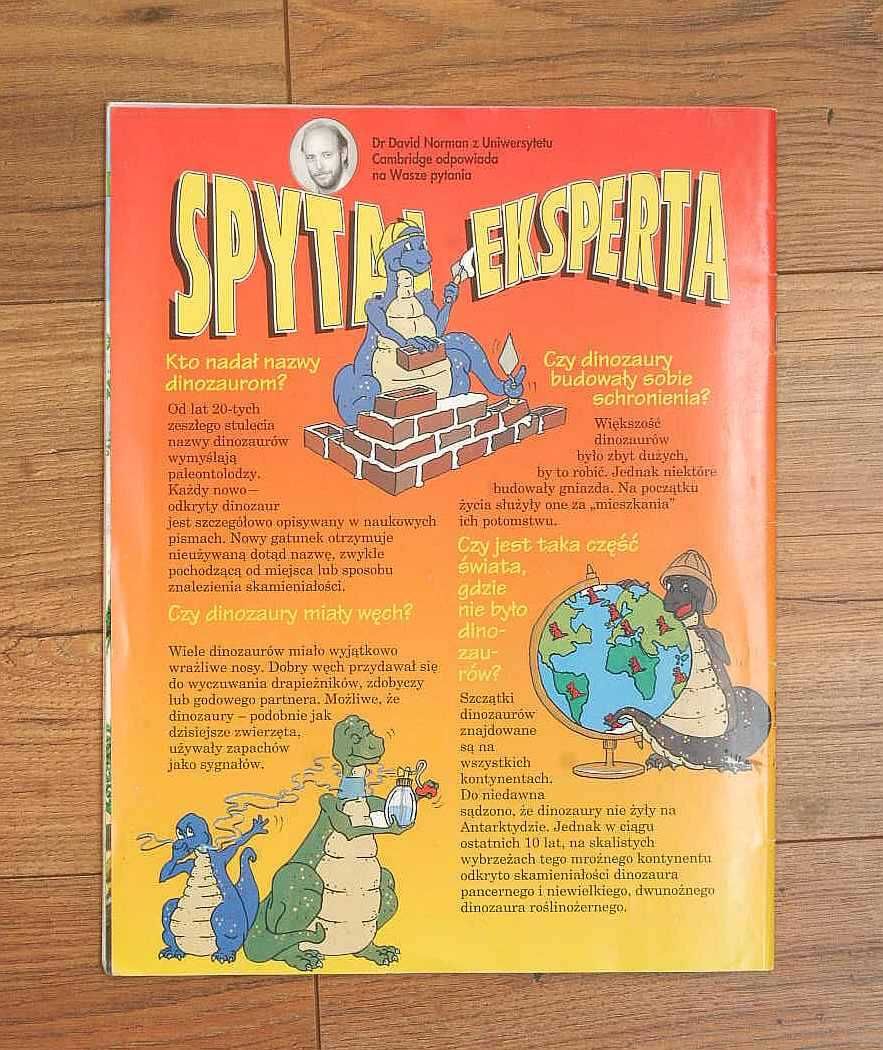 Dr David Norman z Uniwersytetu
Cambridge odpowiada
na Wasze pytania
SPYTAJ EKSPERTA
Kto nadał nazwy
dinozaurom?
Od lat 20-tych
zeszłego stulecia
nazwy dinozaurów
wymyślają
paleontolodzy.
Każdy nowo—
odkryty dinozaur
jest szczegółowo opisywany w naukowych
pismach. Nowy gatunek otrzymuje
nieużywaną dotąd nazwę, zwykle
pochodzącą od miejsca lub sposobu
znalezienia skamieniałości.
Czy dinozaury miały węch?
Wiele dinozaurów miało wyjątkowo
wrażliwe nosy. Dobry węch przydawał się
do wyczuwania drapieżników, zdobyczy
lub godowego partnera. Możliwe, że
dinozaury – podobnie jak
dzisiejsze zwierzęta,
używały zapachów
jako sygnałów.
Czy dinozaury
budowały sobie
schronienia?
Większość
dinozaurów
było zbyt dużych,
by to robić. Jednak niektóre
budowały gniazda. Na początku
życia służyły one za „mieszkania”
ich potomstwu.
Czy jest taka część
świata,
gdzie
nie było
dino-
zau-
rów?
Szczątki
dinozaurów
znajdowane
są na
wszystkich
kontynentach.
Do niedawna
sądzono, że dinozaury nie żyły na
Antarktydzie. Jednak w ciągu
ostatnich 10 lat, na skalistych
wybrzeżach tego mroźnego kontynentu
odkryto skamieniałości dinozaura
pancernego i niewielkiego, dwunożnego
dinozaura roślinożernego.